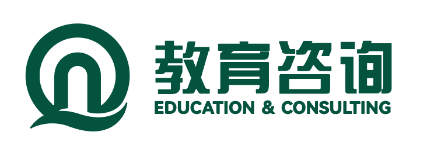 教育咨询
EDUCATION & CONSULTING